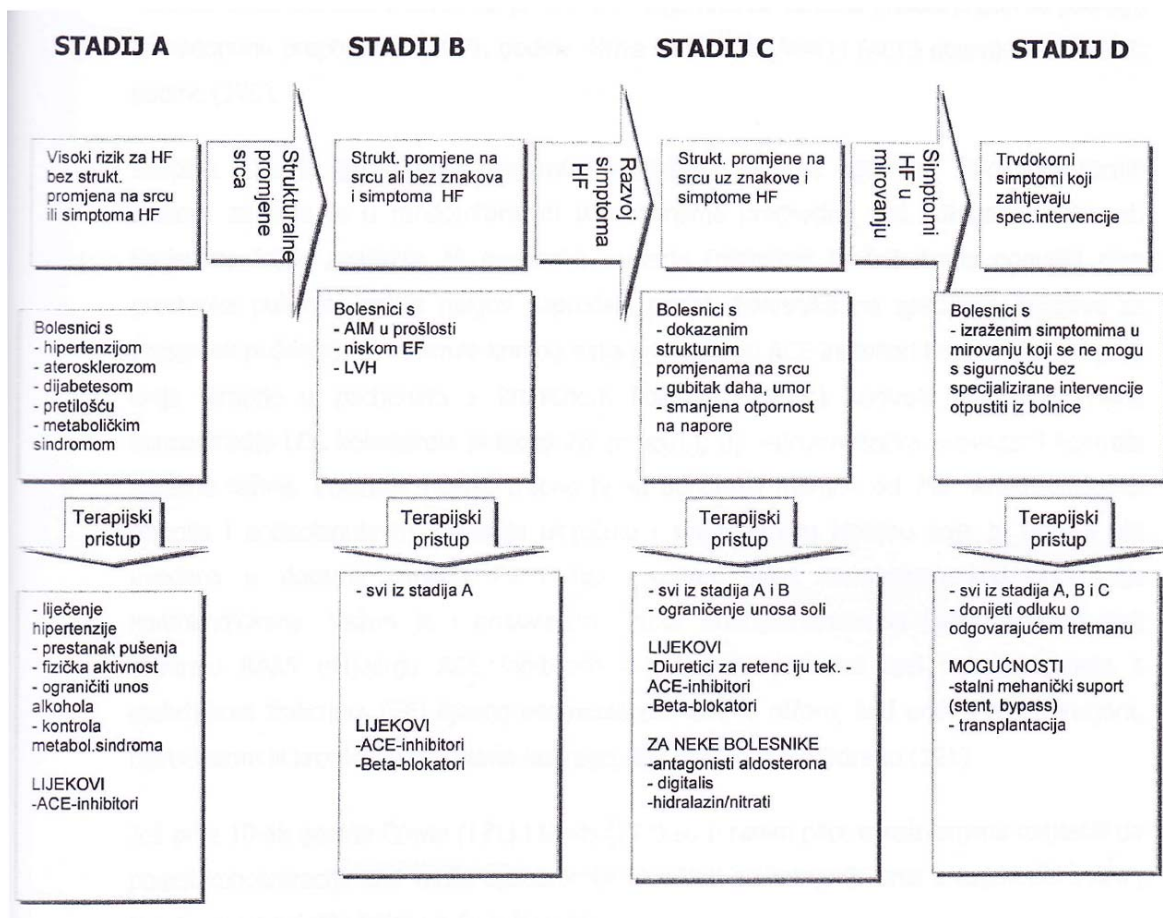 STADIJ A
STADIJ B
STADIJ C
STADIJ D
Visoki rizik za HF
bez strukt.
promjena na srcu
ili simptoma HF
Strukturalne
promjene
srca
Strukt. promjene na
srcu ali bez znakova
i simptoma HF
Razvoj
simptoma
HF
Strukt. promjene na
srcu uz znakove i
simptome HF
Simptomi
HF u
mirovanju
Trvdokorni
simptomi koji
zahtjevaju
spec.intervencije
Bolesnici s
- hipertenzijom
- aterosklerozom
- dijabetesom
- pretilošću
- metaboličkim
sindromom
Bolesnici s
- AIM u prošlosti
- niskom EF
- LVH
Bolesnici s
- dokazanim
strukturnim
promjenama na srcu
- gubitak daha, umor
- smanjena otpornost
na napore
Bolesnici s
- izraženim simptomima u
mirovanju koji se ne mogu
s sigurnošću bez
specijalizirane intervencije
otpustiti iz bolnice
Terapijski
pristup
Terapijski
pristup
Terapijski
pristup
Terapijski
pristup
- liječenje
hipertenzije
- prestanak pušenja
- fizička aktivnost
- ograničiti unos
alkohola
- kontrola
metabol.sindroma
LIJEKOVI
-ACE-inhibitori
- svi iz stadija A
LIJEKOVI
-ACE-inhibitori
-Beta-blokatori
- svi iz stadija A i B
- ograničenje unosa soli
LIJEKOVI
-Diuretici za retenc iju tek. -
ACE-inhibitori
-Beta-blokatori
ZA NEKE BOLESNIKE
-antagonisti aldosterona
- digitalis
-hidralazin/nitrati
- svi iz stadija A, B i C
- donijeti odluku o
odgovarajućem tretmanu
MOGUĆNOSTI
-stalni mehanički suport
(stent, bypass)
- transplantacija